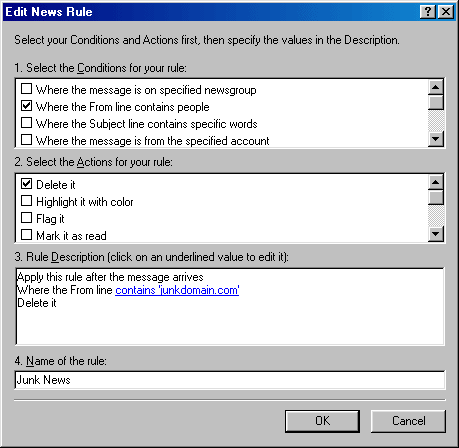 Edit News Rule
Select your Conditions and Actions first, then specify the values in the Description.
1. Select the Conditions for your rule:
Where the message is on specified newsgroup
Where the From line contains people
Where the Subject line contains specific words
Where the message is from the specified account
2. Select the Actions for your rule:
Delete it
Highlight it with color
Flag it
Mark it as read
3. Rule Description (click on an underlined value to edit it):
Apply this rule after the message arrives
Where the From line contains 'junkdomain.com'
Delete it
4. Name of the rule:
Junk News
OK Cancel